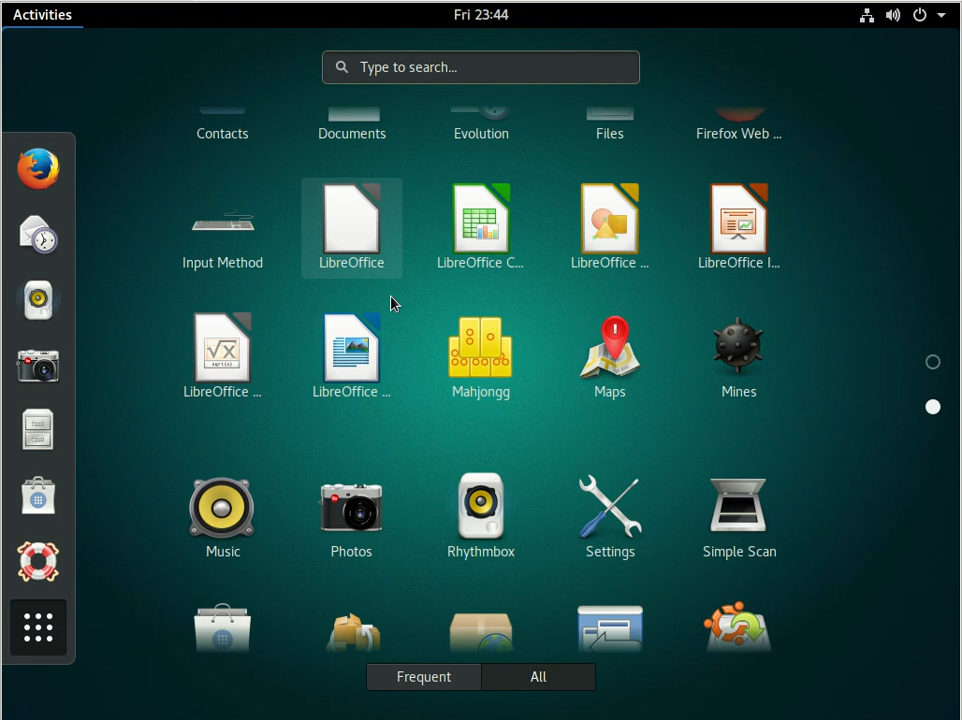 Activities
Fri 23:44
Type to search...
Contacts
Documents
Evolution
Files
Firefox Web ...
Input Method
LibreOffice
LibreOffice C...
LibreOffice ...
LibreOffice I...
LibreOffice ...
LibreOffice ...
Mahjongg
Maps
Mines
Music
Photos
Rhythmbox
Settings
Simple Scan
Frequent
All